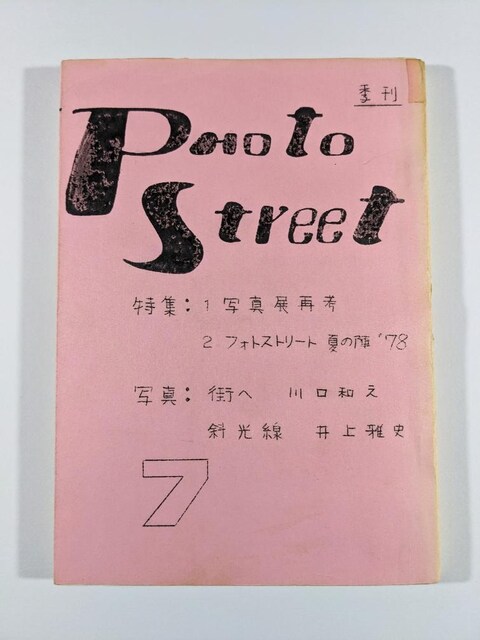 季刊
PHOTO
Street
特集：1 写真展再考
2 フォトストリート 夏の陣 '78
写真：街へ 川口和之
斜光線 井上雅史
7